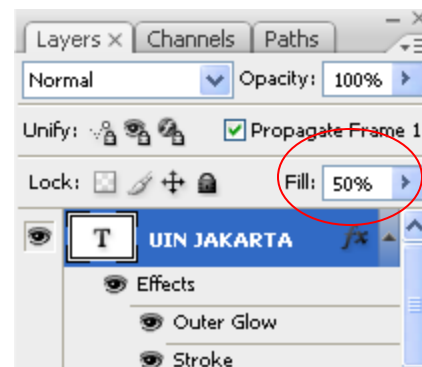 Layers × Channels Paths
Normal Opacity: 100%
Unify: Propagate Frame 1
Lock: Fill: 50%
T UIN JAKARTA fx
Effects
Outer Glow
Stroke